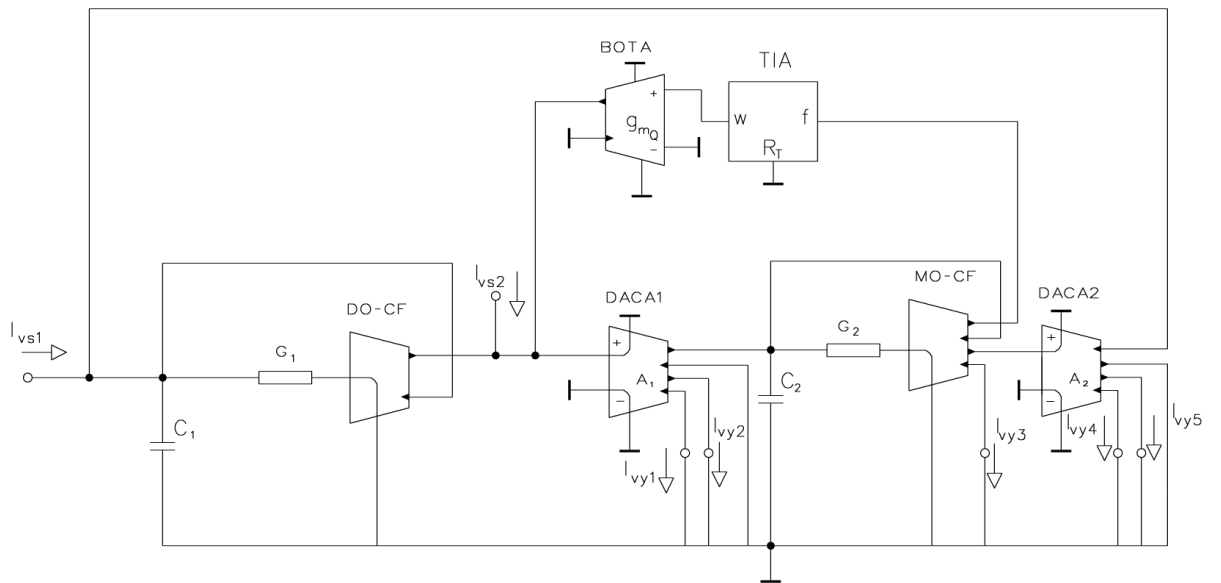 BOTA
TIA
+
g_mQ
−
w
f
R_T
I_vs1
G_1
C_1
DO-CF
I_vs2
DACA1
+
A_1
−
I_vy1
I_vy2
C_2
G_2
MO-CF
I_vy3
DACA2
+
A_2
−
I_vy4
I_vy5